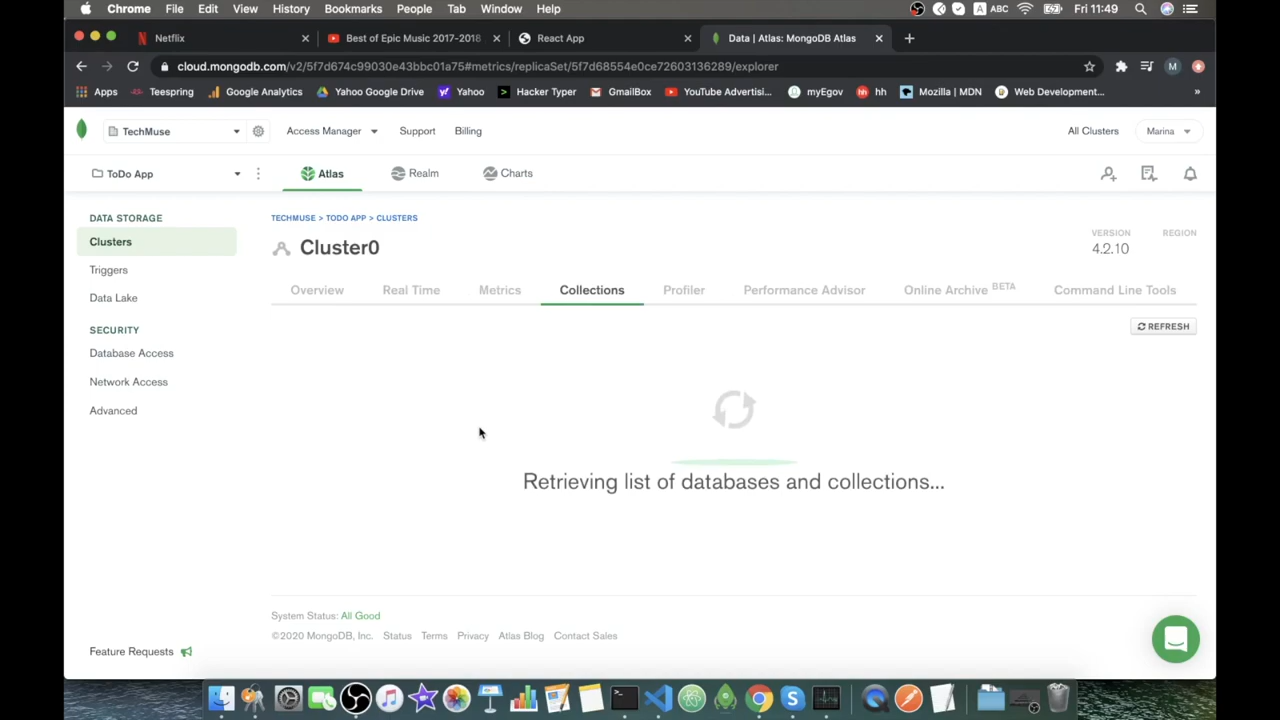 Chrome File Edit View History Bookmarks People Tab Window Help A ABC Fri 11:49
Netflix Best of Epic Music 2017-2018 React App Data | Atlas: MongoDB Atlas
cloud.mongodb.com/v2/5f7d674c99030e43bbc01a75#metrics/replicaSet/5f7d68554e0ce72603136289/explorer M
Apps Teespring Google Analytics Yahoo Google Drive Yahoo Hacker Typer GmailBox YouTube Advertisi... myEgov hh hh Mozilla | MDN Web Development... »
TechMuse Access Manager Support Billing All Clusters Marina
ToDo App Atlas Realm Charts
DATA STORAGE
Clusters
Triggers
Data Lake
SECURITY
Database Access
Network Access
Advanced
Feature Requests
TECHMUSE > TODO APP > CLUSTERS
Cluster0
VERSION REGION
4.2.10
Overview Real Time Metrics Collections Profiler Performance Advisor Online Archive BETA Command Line Tools
REFRESH
Retrieving list of databases and collections...
System Status: All Good
©2020 MongoDB, Inc. Status Terms Privacy Atlas Blog Contact Sales